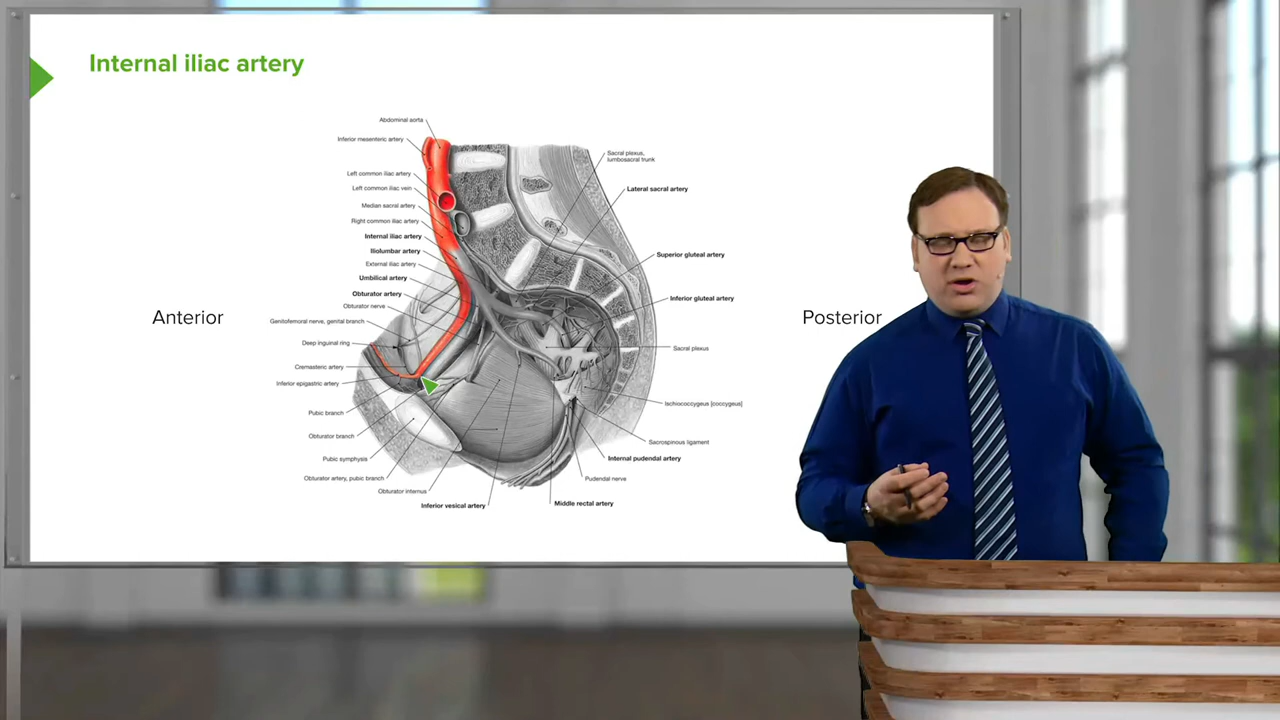 Internal iliac artery
Abdominal aorta
Inferior mesenteric artery
Left common iliac artery
Left common iliac vein
Median sacral artery
Right common iliac artery
Internal iliac artery
Iliolumbar artery
External iliac artery
Umbilical artery
Obturator artery
Obturator nerve
Genitofemoral nerve, genital branch
Deep inguinal ring
Cremasteric artery
Inferior epigastric artery
Pubic branch
Obturator branch
Pubic symphysis
Obturator artery, pubic branch
Obturator internus
Inferior vesical artery
Anterior
Sacral plexus,
lumbosacral trunk
Lateral sacral artery
Superior gluteal artery
Inferior gluteal artery
Sacral plexus
Ischiococcygeus [coccygeus]
Sacrospinous ligament
Internal pudendal artery
Pudendal nerve
Middle rectal artery
Posterior